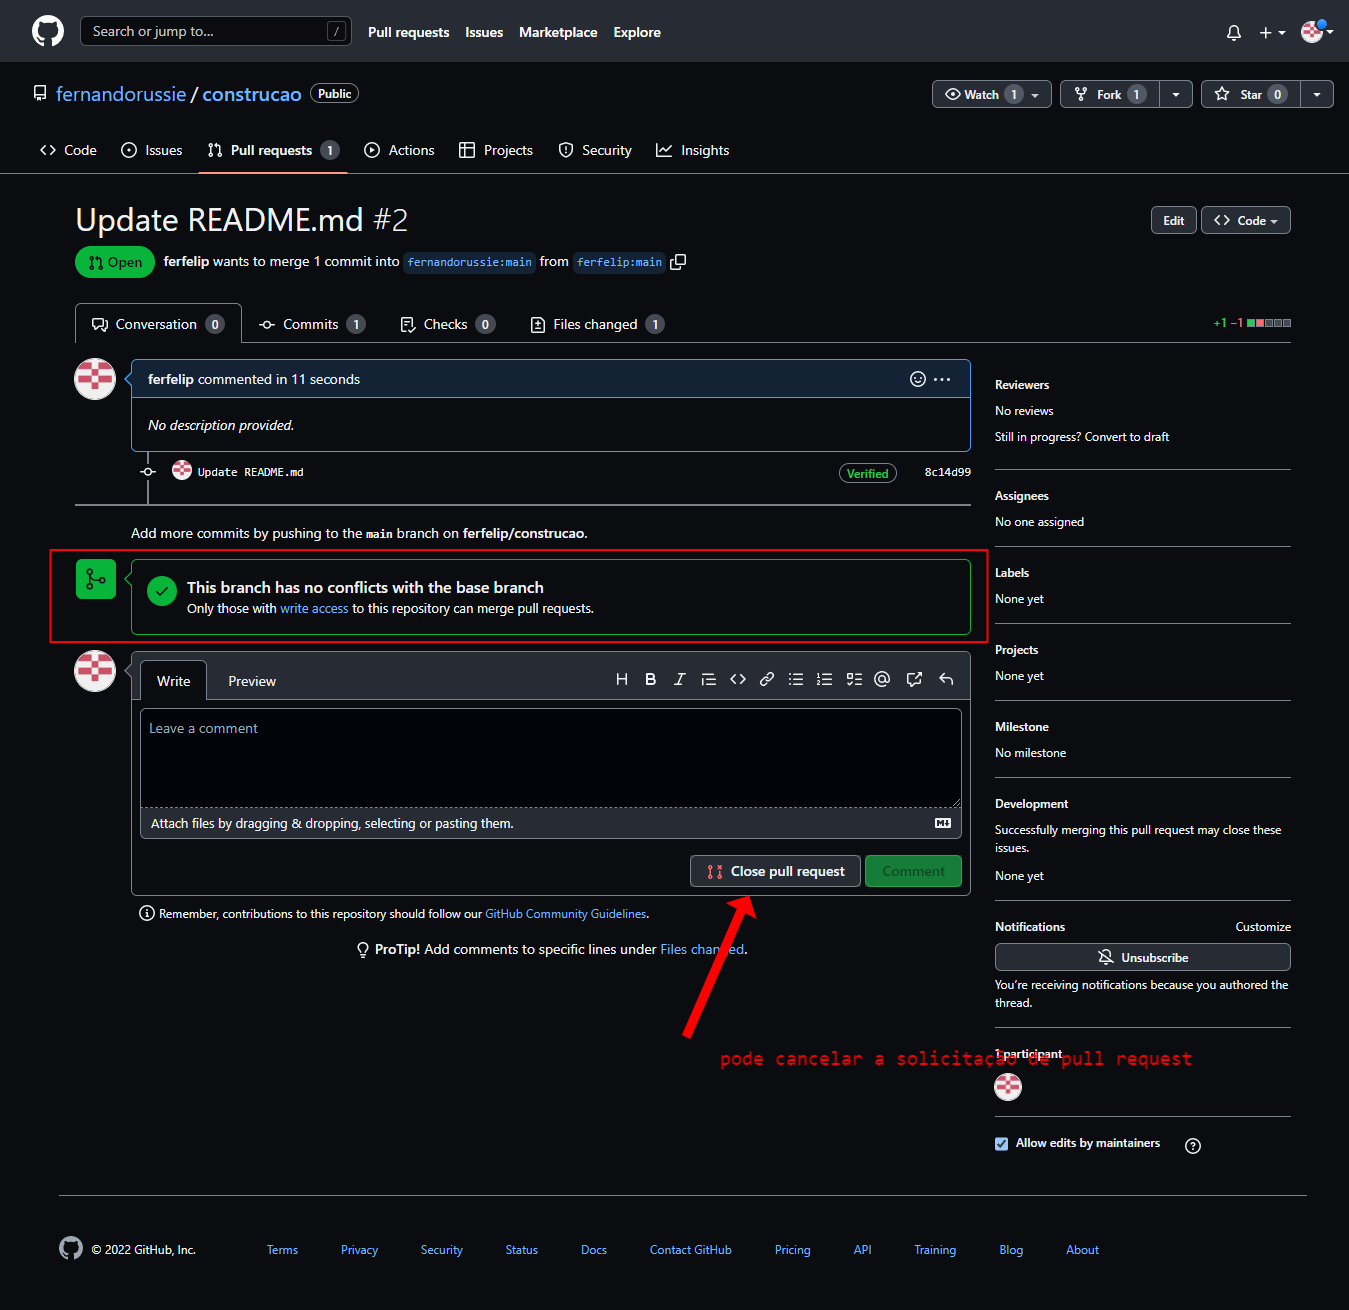 Search or jump to... /
Pull requests Issues Marketplace Explore
fernandorussie / construcao Public
Watch 1 Fork 1 Star 0
Code Issues Pull requests 1 Actions Projects Security Insights
Update README.md #2
Edit Code
Open ferfelip wants to merge 1 commit into fernandorussie:main from ferfelip:main
Conversation 0 Commits 1 Checks 0 Files changed 1
+1 −1
ferfelip commented in 11 seconds
No description provided.
Update README.md Verified 8c14d99
Add more commits by pushing to the main branch on ferfelip/construcao.
This branch has no conflicts with the base branch
Only those with write access to this repository can merge pull requests.
Write Preview
H B I
Leave a comment
Attach files by dragging & dropping, selecting or pasting them.
Close pull request Comment
Remember, contributions to this repository should follow our GitHub Community Guidelines.
ProTip! Add comments to specific lines under Files changed.
pode cancelar a solicitação de pull request
Reviewers
No reviews
Still in progress? Convert to draft
Assignees
No one assigned
Labels
None yet
Projects
None yet
Milestone
No milestone
Development
Successfully merging this pull request may close these
issues.
None yet
Notifications Customize
Unsubscribe
You're receiving notifications because you authored the
thread.
1 participant
Allow edits by maintainers
© 2022 GitHub, Inc. Terms Privacy Security Status Docs Contact GitHub Pricing API Training Blog About